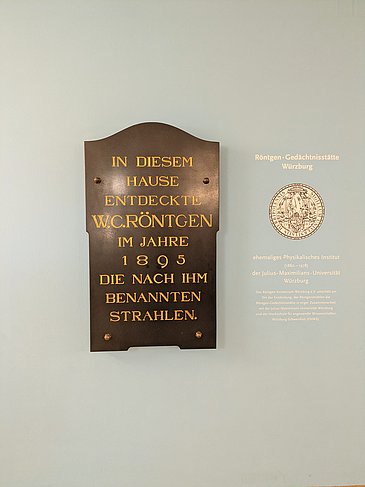 IN DIESEM
HAUSE
ENTDECKTE
W.C.RÖNTGEN
IM JAHRE
1895
DIE NACH IHM
BENANNTEN
STRAHLEN.
Röntgen-Gedächtnisstätte
Würzburg
ehemaliges Physikalisches Institut
der Julius-Maximilians-Universität
Würzburg